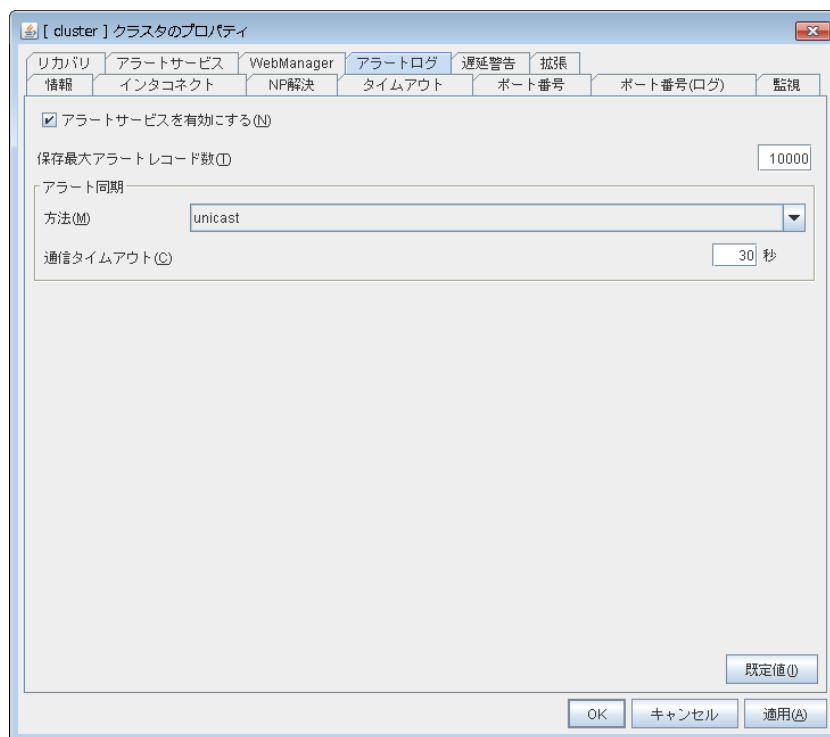 [ cluster ] クラスタのプロパティ
リカバリ アラートサービス WebManager アラートログ 遅延警告 拡張
情報 インタコネクト NP解決 タイムアウト ポート番号 ポート番号(ログ) 監視
アラートサービスを有効にする(N)
保存最大アラートレコード数(T) 10000
アラート同期
方法(M) unicast
通信タイムアウト(C) 30 秒
既定値(I)
OK キャンセル 適用(A)